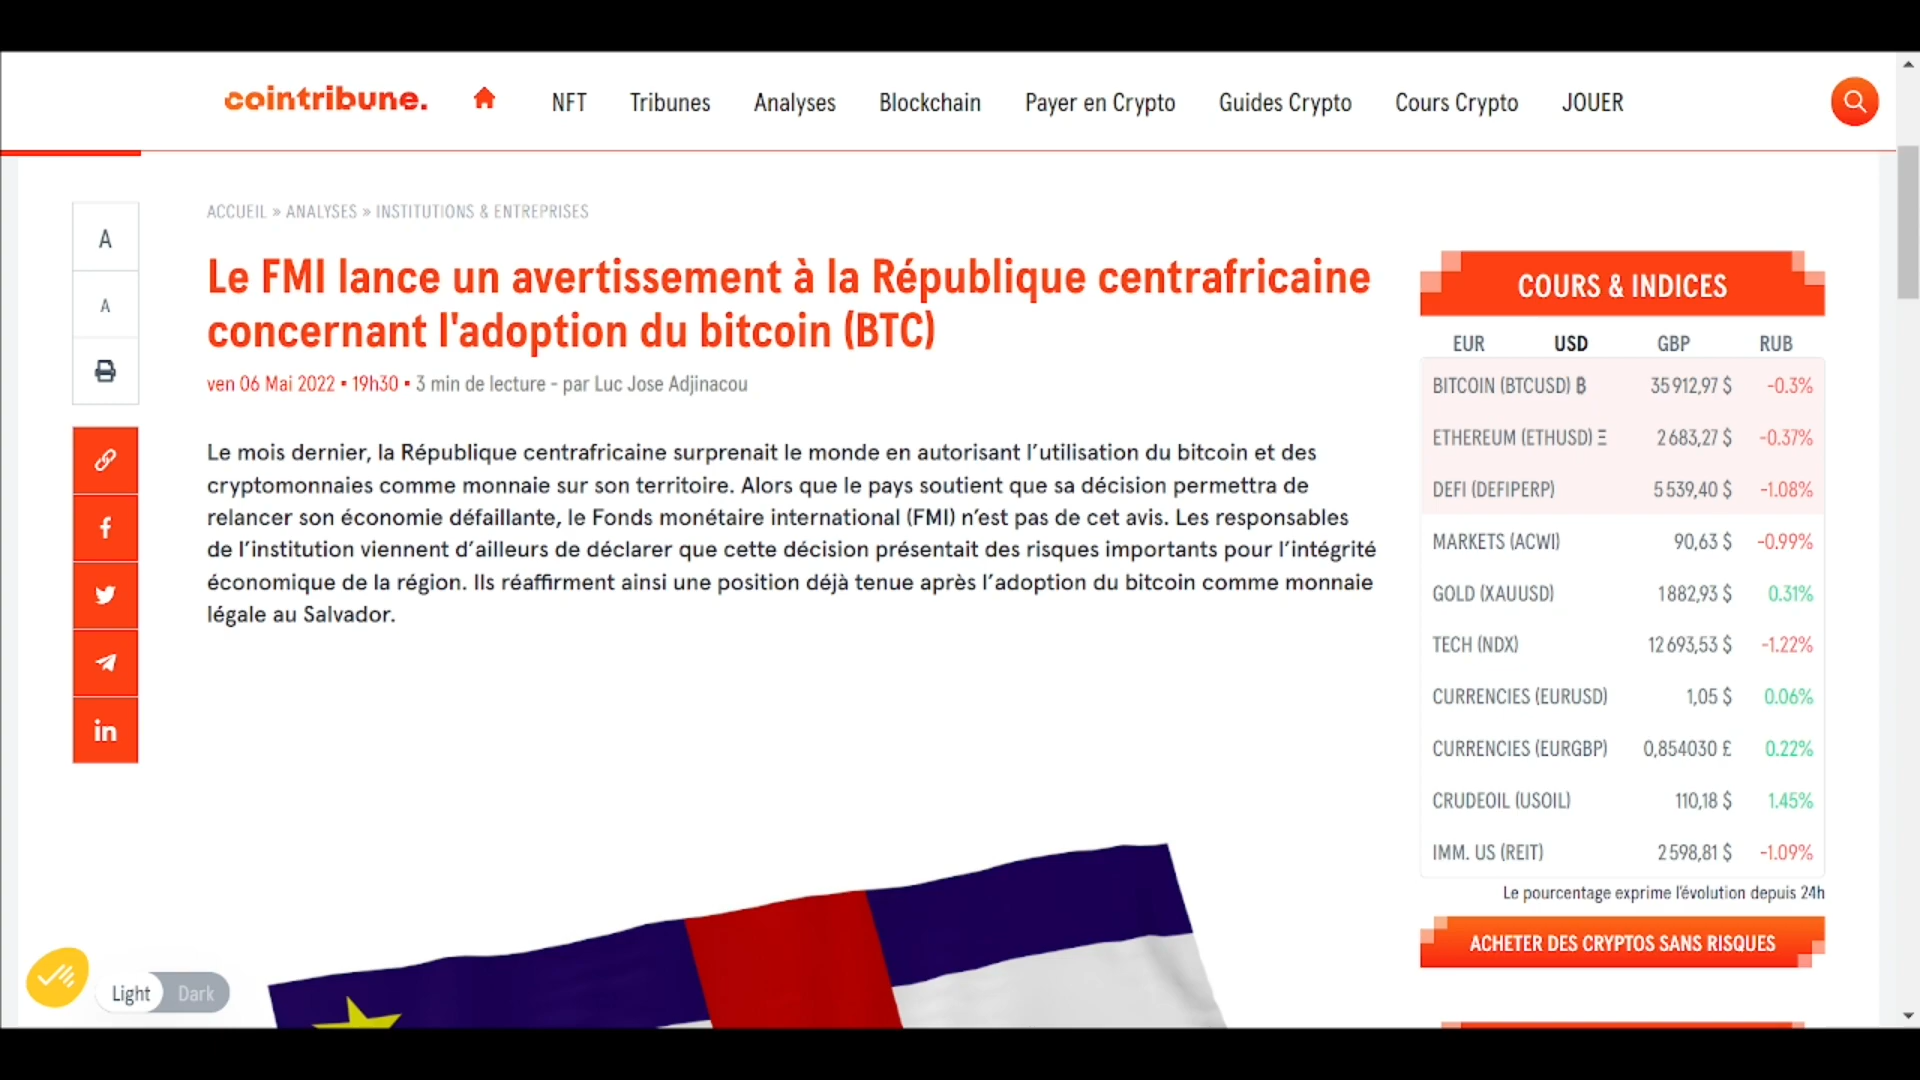 cointribune.
NFT Tribunes Analyses Blockchain Payer en Crypto Guides Crypto Cours Crypto JOUER
A
A
ACCUEIL » ANALYSES » INSTITUTIONS & ENTREPRISES
Le FMI lance un avertissement à la République centrafricaine
concernant l'adoption du bitcoin (BTC)
ven 06 Mai 2022 ▪ 19h30 ▪ 3 min de lecture - par Luc Jose Adjinacou
Le mois dernier, la République centrafricaine surprenait le monde en autorisant l’utilisation du bitcoin et des
cryptomonnaies comme monnaie sur son territoire. Alors que le pays soutient que sa décision permettra de
relancer son économie défaillante, le Fonds monétaire international (FMI) n’est pas de cet avis. Les responsables
de l’institution viennent d’ailleurs de déclarer que cette décision présentait des risques importants pour l’intégrité
économique de la région. Ils réaffirment ainsi une position déjà tenue après l’adoption du bitcoin comme monnaie
légale au Salvador.
COURS & INDICES
EUR USD GBP RUB
BITCOIN (BTCUSD) ฿ 35 912,97 $ -0.3%
ETHEREUM (ETHUSD) Ξ 2 683,27 $ -0.37%
DEFI (DEFIPERP) 5 539,40 $ -1.08%
MARKETS (ACWI) 90,63 $ -0.99%
GOLD (XAUUSD) 1 882,93 $ 0.31%
TECH (NDX) 12 693,53 $ -1.22%
CURRENCIES (EURUSD) 1,05 $ 0.06%
CURRENCIES (EURGBP) 0,854030 £ 0.22%
CRUDEOIL (USOIL) 110,18 $ 1.45%
IMM. US (REIT) 2 598,81 $ -1.09%
Le pourcentage exprime l’évolution depuis 24h
ACHETER DES CRYPTOS SANS RISQUES
Light Dark